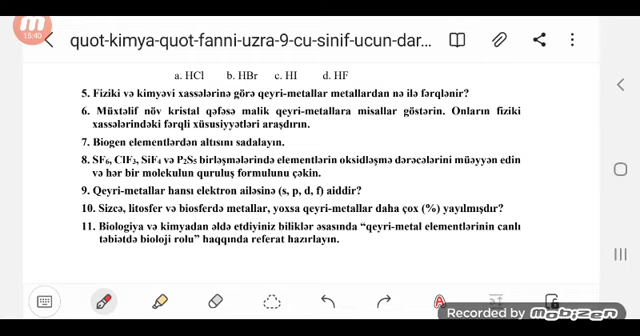 15:40
quot-kimya-quot-fanni-uzra-9-cu-sinif-ucun-dar...
a. HCl b. HBr c. HI d. HF
5. Fiziki və kimyəvi xassələrinə görə qeyri-metallar metallardan nə ilə fərqlənir?
6. Müxtəlif növ kristal qəfəsə malik qeyri-metallara misallar göstərin. Onların fiziki
xassələrindəki fərqli xüsusiyyətləri araşdırın.
7. Biogen elementlərdən altısını sadalayın.
8. SF₆, ClF₃, SiF₄ və P₂S₅ birləşmələrində elementlərin oksidləşmə dərəcələrini müəyyən edin
və hər bir molekulun quruluş formulunu çəkin.
9. Qeyri-metallar hansı elektron ailəsinə (s, p, d, f) aiddir?
10. Sizcə, litosfer və biosferdə metallar, yoxsa qeyri-metallar daha çox (%) yayılmışdır?
11. Biologiya və kimyadan əldə etdiyiniz biliklər əsasında “qeyri-metal elementlərinin canlı
təbiətdə bioloji rolu” haqqında referat hazırlayın.
Recorded by
MOBIZEN